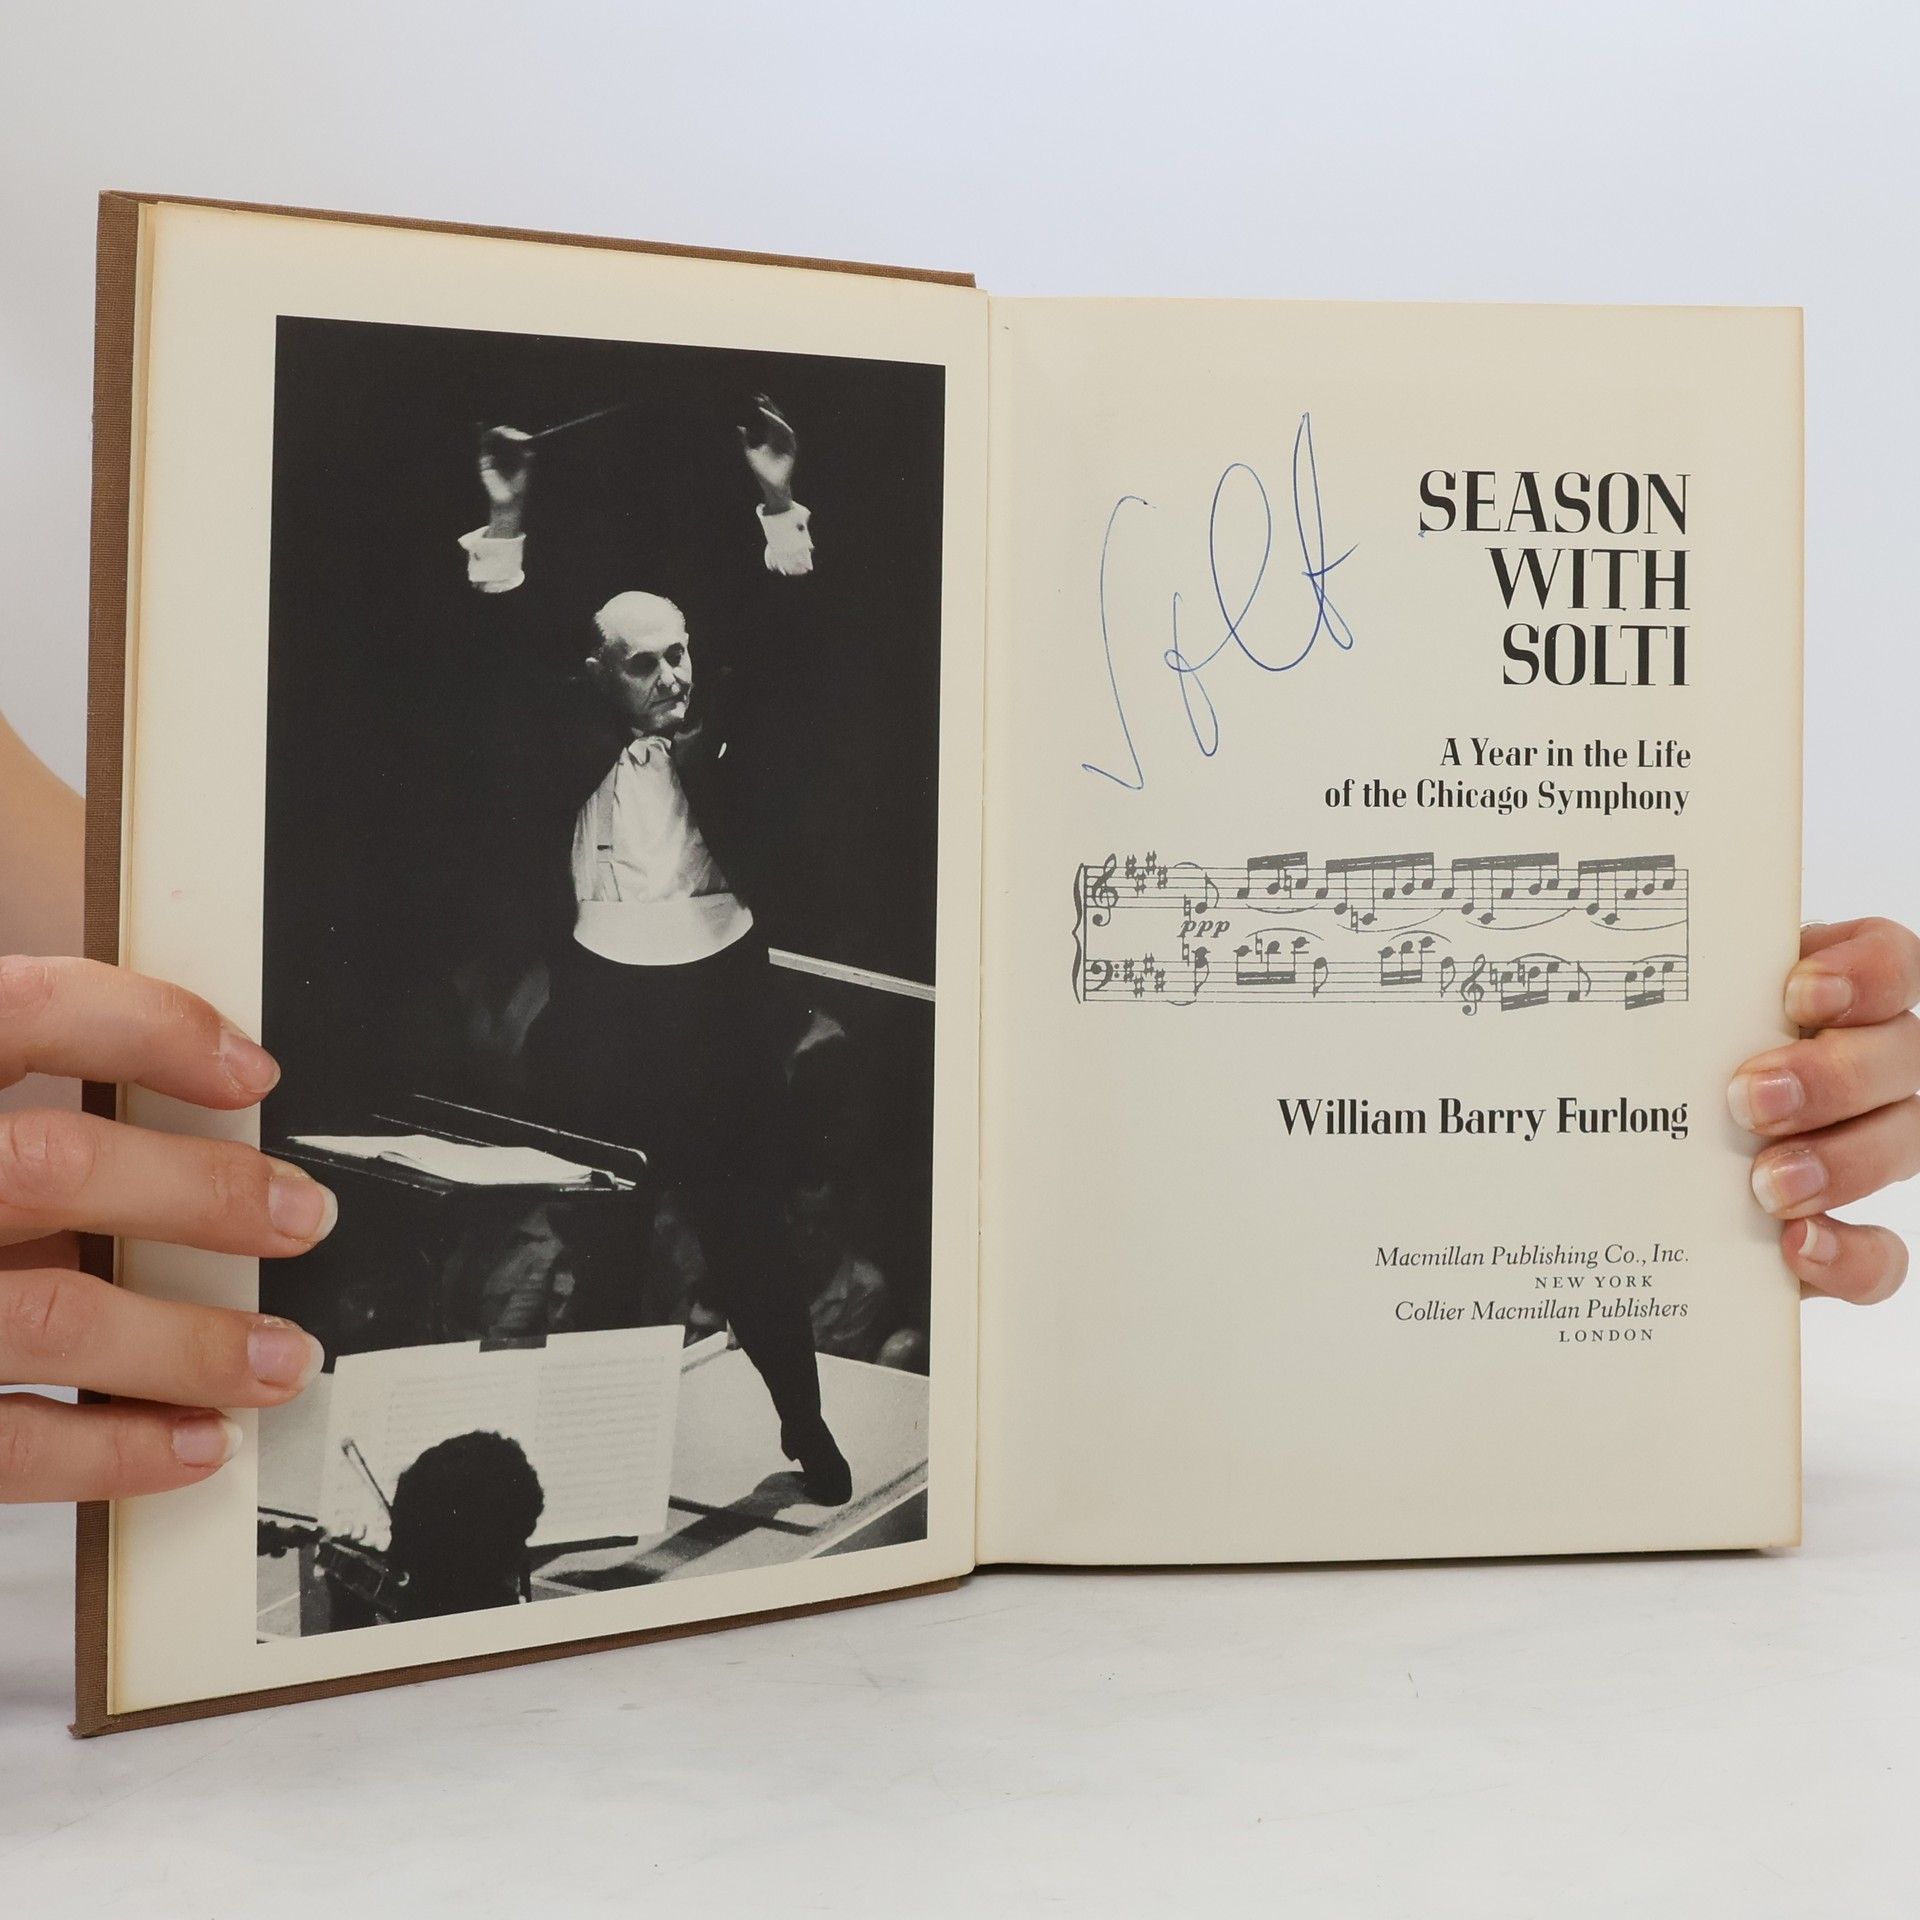 Solti
SEASON
WITH
SOLTI
A Year in the Life
of the Chicago Symphony
ppp
William Barry Furlong
Macmillan Publishing Co., Inc.
NEW YORK
Collier Macmillan Publishers
LONDON